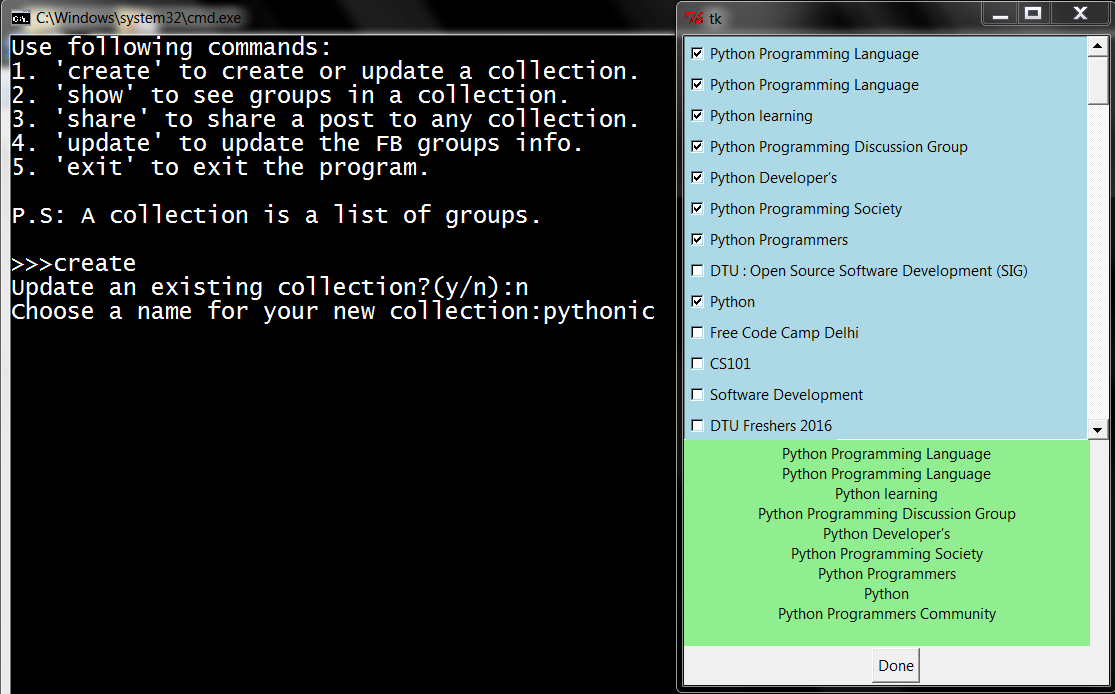 C:\Windows\system32\cmd.exe
Use following commands:
1. 'create' to create or update a collection.
2. 'show' to see groups in a collection.
3. 'share' to share a post to any collection.
4. 'update' to update the FB groups info.
5. 'exit' to exit the program.
P.S: A collection is a list of groups.
>>>create
Update an existing collection?(y/n):n
Choose a name for your new collection:pythonic
tk
Python Programming Language
Python Programming Language
Python learning
Python Programming Discussion Group
Python Developer's
Python Programming Society
Python Programmers
DTU : Open Source Software Development (SIG)
Python
Free Code Camp Delhi
CS101
Software Development
DTU Freshers 2016
Python Programming Language
Python Programming Language
Python learning
Python Programming Discussion Group
Python Developer's
Python Programming Society
Python Programmers
Python
Python Programmers Community
Done